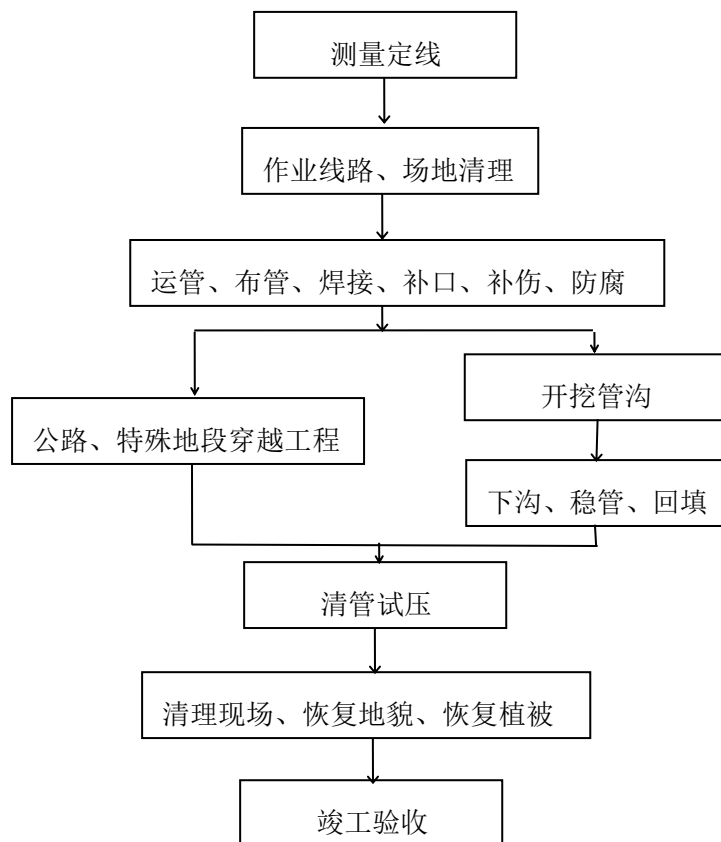 测量定线
作业线路、场地清理
运管、布管、焊接、补口、补伤、防腐
开挖管沟
公路、特殊地段穿越工程
下沟、稳管、回填
清管试压
清理现场、恢复地貌、恢复植被
竣工验收